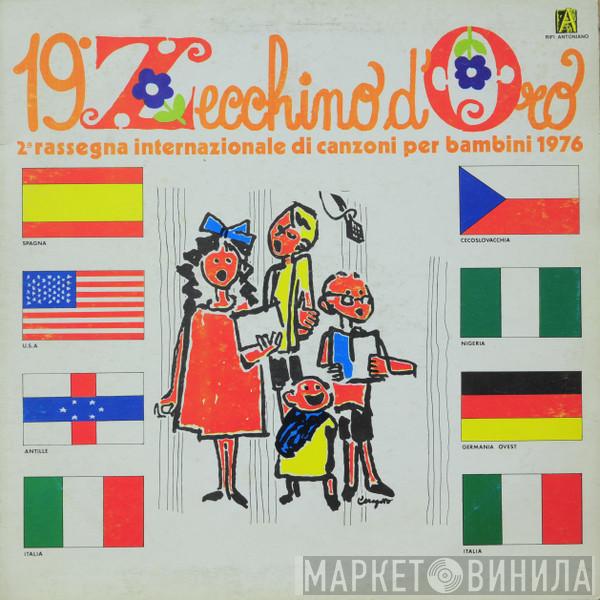 RIFI ANTONIANO
19° Zecchino d'Oro
2ª rassegna internazionale di canzoni per bambini 1976
SPAGNA
CECOSLOVACCHIA
U.S.A
NIGERIA
ANTILLE
GERMANIA OVEST
ITALIA
ITALIA
МАРКЕТ ВИНИЛА